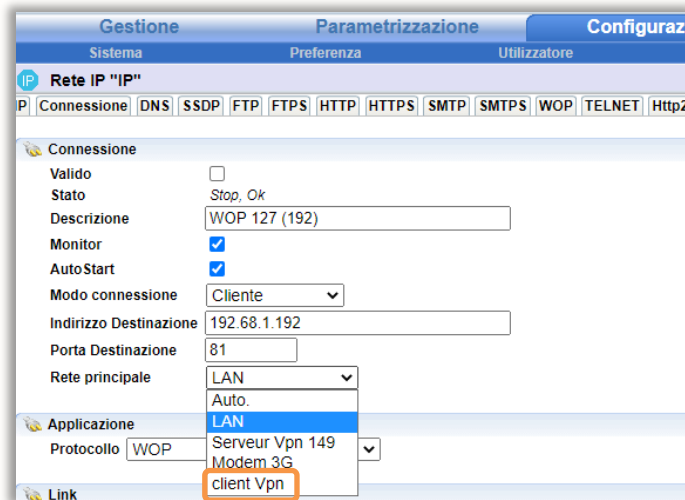 Gestione Parametrizzazione Configuraz
Sistema Preferenza Utilizzatore
IP Rete IP "IP"
IP Connessione DNS SSDP FTP FTPS HTTP HTTPS SMTP SMTPS WOP TELNET Http2
Connessione
Valido
Stato Stop, Ok
Descrizione WOP 127 (192)
Monitor
AutoStart
Modo connessione Cliente
Indirizzo Destinazione 192.68.1.192
Porta Destinazione 81
Rete principale LAN
Auto.
LAN
Applicazione
Serveur Vpn 149
Protocollo WOP
Modem 3G
client Vpn
Link